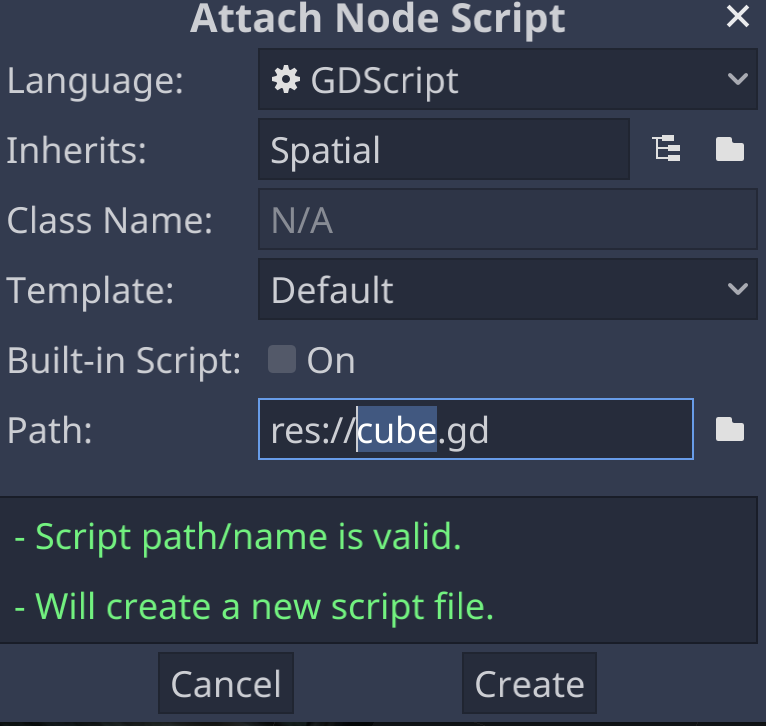 Attach Node Script
Language: GDScript
Inherits: Spatial
Class Name: N/A
Template: Default
Built-in Script: On
Path: res://cube.gd
- Script path/name is valid.
- Will create a new script file.
Cancel Create